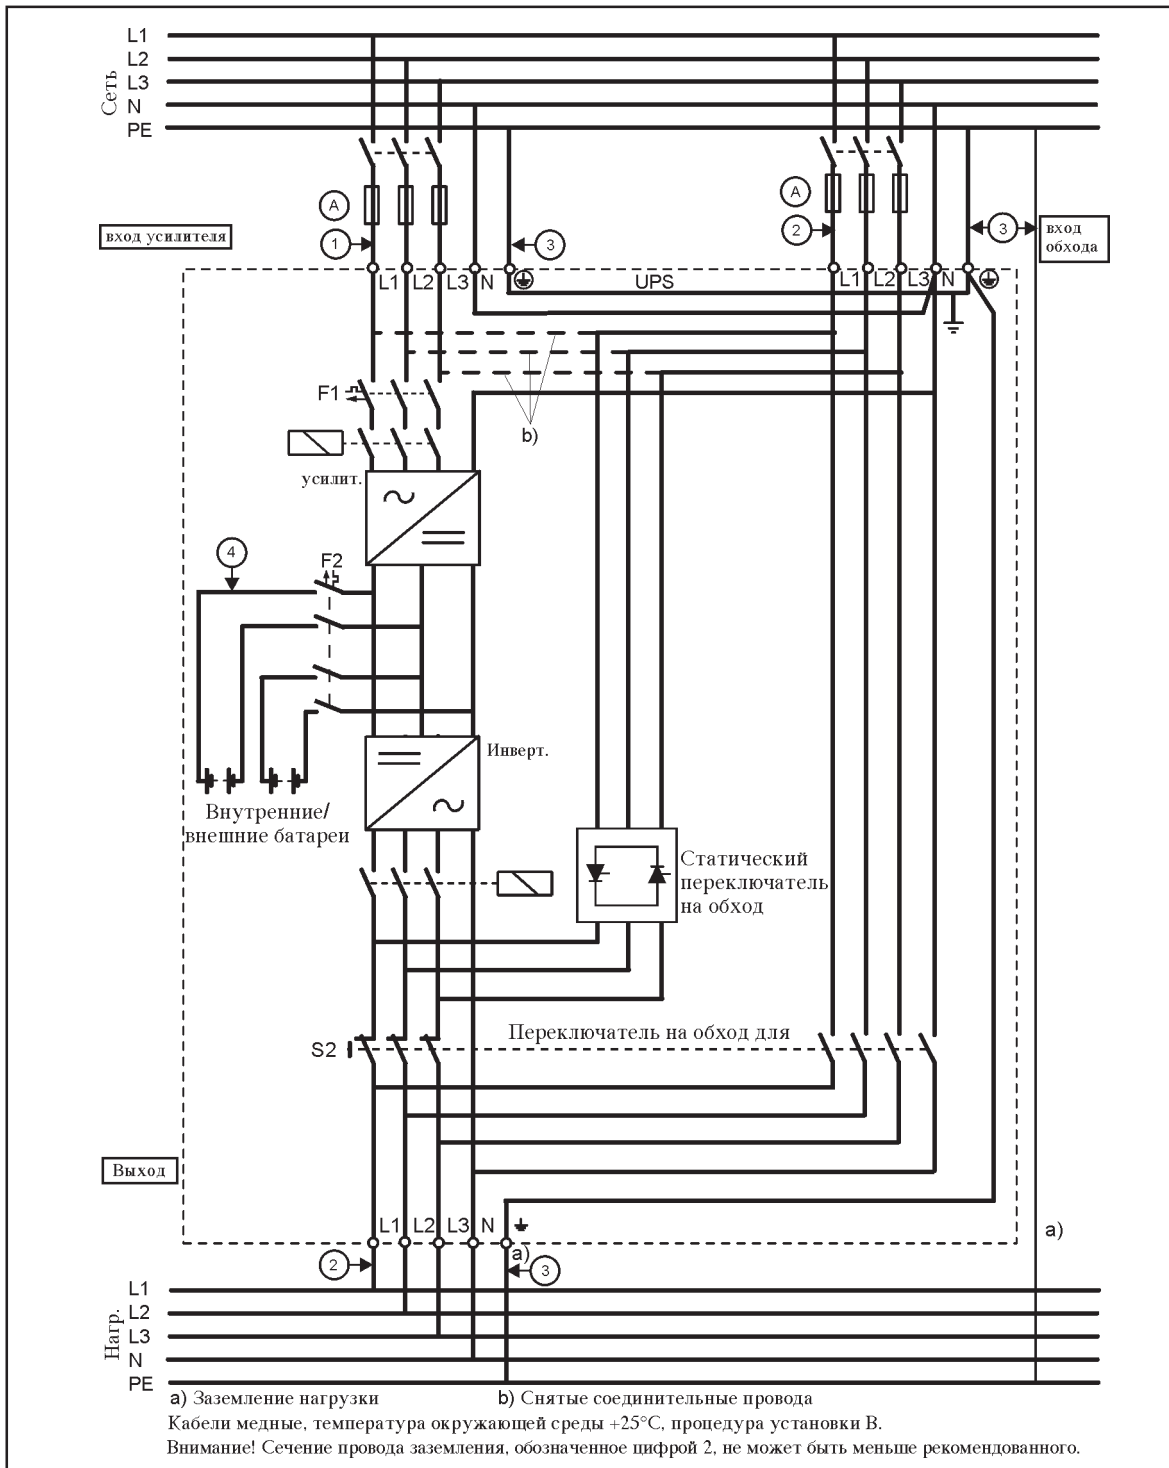 L1
L2
L3
N
PE
Сеть
A
A
1
3
2
3
вход усилителя
вход
обхода
L1 L2 L3 N UPS L1 L2 L3 N
F1
b)
усилит.
4
F2
Инверт.
Внутренние/
внешние батареи
Статический
переключатель
на обход
Переключатель на обход для
S2
Выход
L1 L2 L3 N
a)
a)
2
3
L1
L2
L3
N
PE
Нагр.
a) Заземление нагрузки b) Снятые соединительные провода
Кабели медные, температура окружающей среды +25°C, процедура установки В.
Внимание! Сечение провода заземления, обозначенное цифрой 2, не может быть меньше рекомендованного.